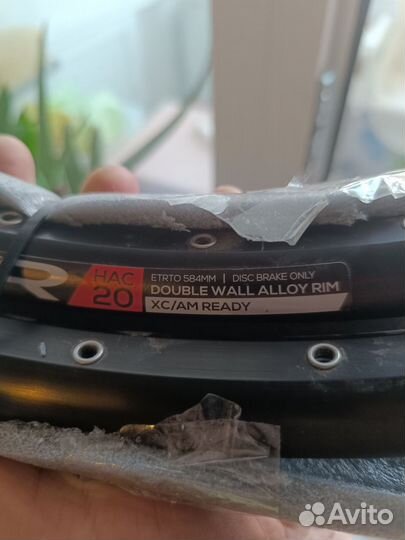 R
HAC
20
ETRTO 584MM | DISC BRAKE ONLY
DOUBLE WALL ALLOY RIM
XC/AM READY
Avito